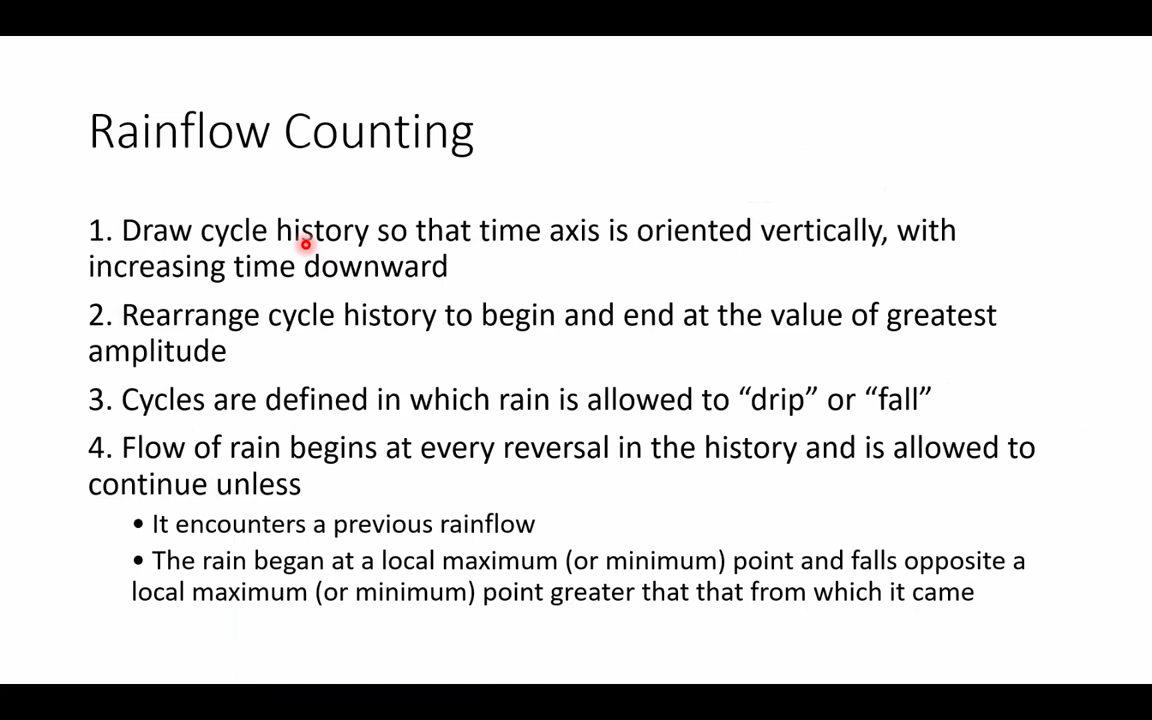 Rainflow Counting
1. Draw cycle history so that time axis is oriented vertically, with
increasing time downward
2. Rearrange cycle history to begin and end at the value of greatest
amplitude
3. Cycles are defined in which rain is allowed to “drip” or “fall”
4. Flow of rain begins at every reversal in the history and is allowed to
continue unless
• It encounters a previous rainflow
• The rain began at a local maximum (or minimum) point and falls opposite a
local maximum (or minimum) point greater that that from which it came